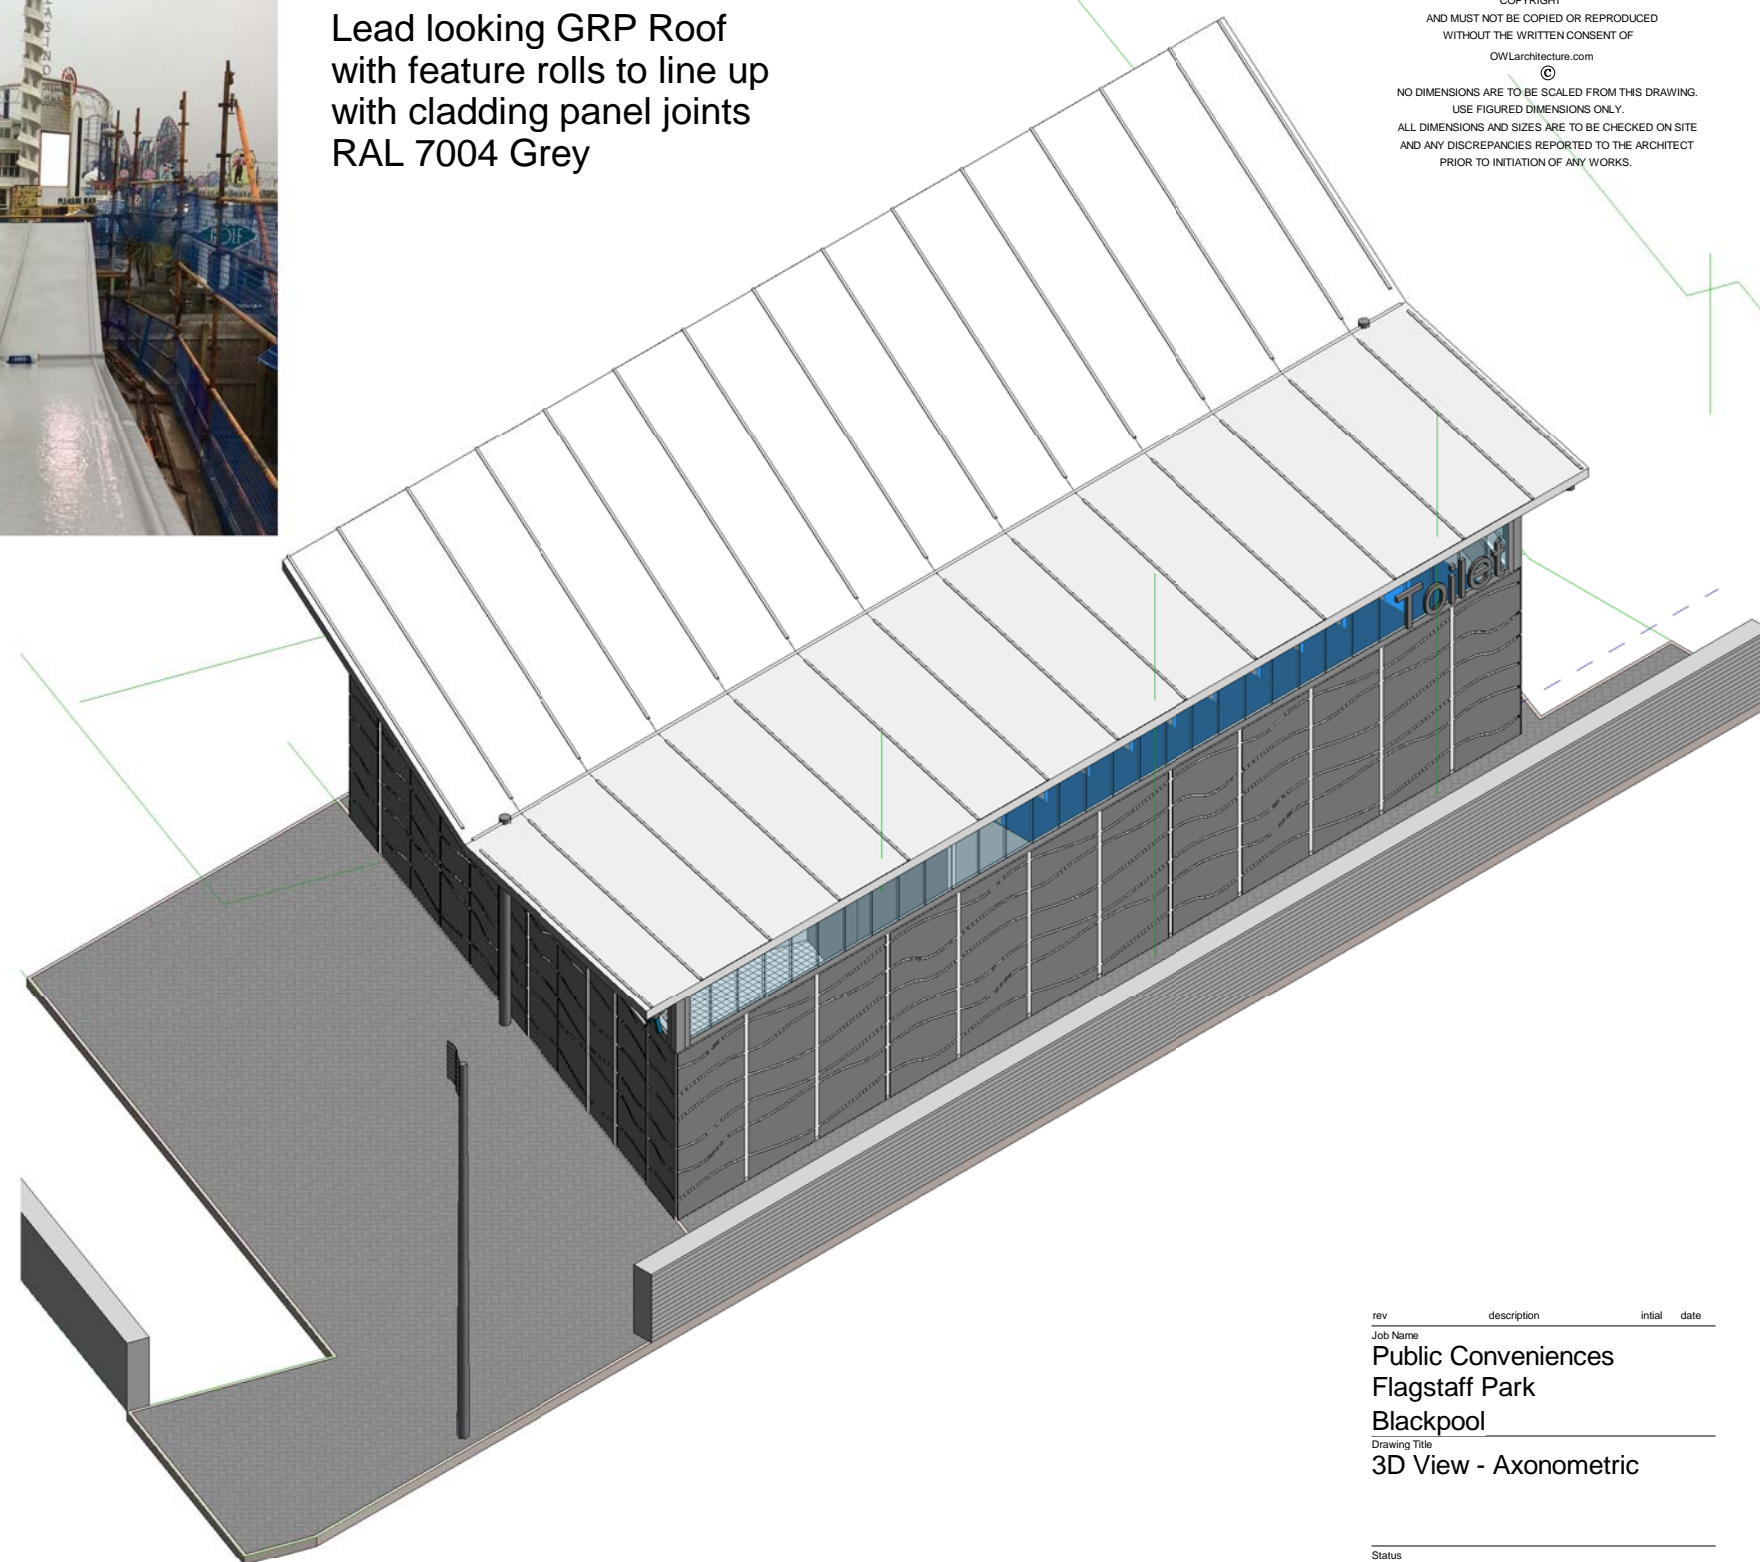 Lead looking GRP Roof
with feature rolls to line up
with cladding panel joints
RAL 7004 Grey
COPYRIGHT
AND MUST NOT BE COPIED OR REPRODUCED
WITHOUT THE WRITTEN CONSENT OF
OWLarchitecture.com
©
NO DIMENSIONS ARE TO BE SCALED FROM THIS DRAWING.
USE FIGURED DIMENSIONS ONLY.
ALL DIMENSIONS AND SIZES ARE TO BE CHECKED ON SITE
AND ANY DISCREPANCIES REPORTED TO THE ARCHITECT
PRIOR TO INITIATION OF ANY WORKS.
GOLF
Toilet
rev description intial date
Job Name
Public Conveniences
Flagstaff Park
Blackpool
Drawing Title
3D View - Axonometric
Status